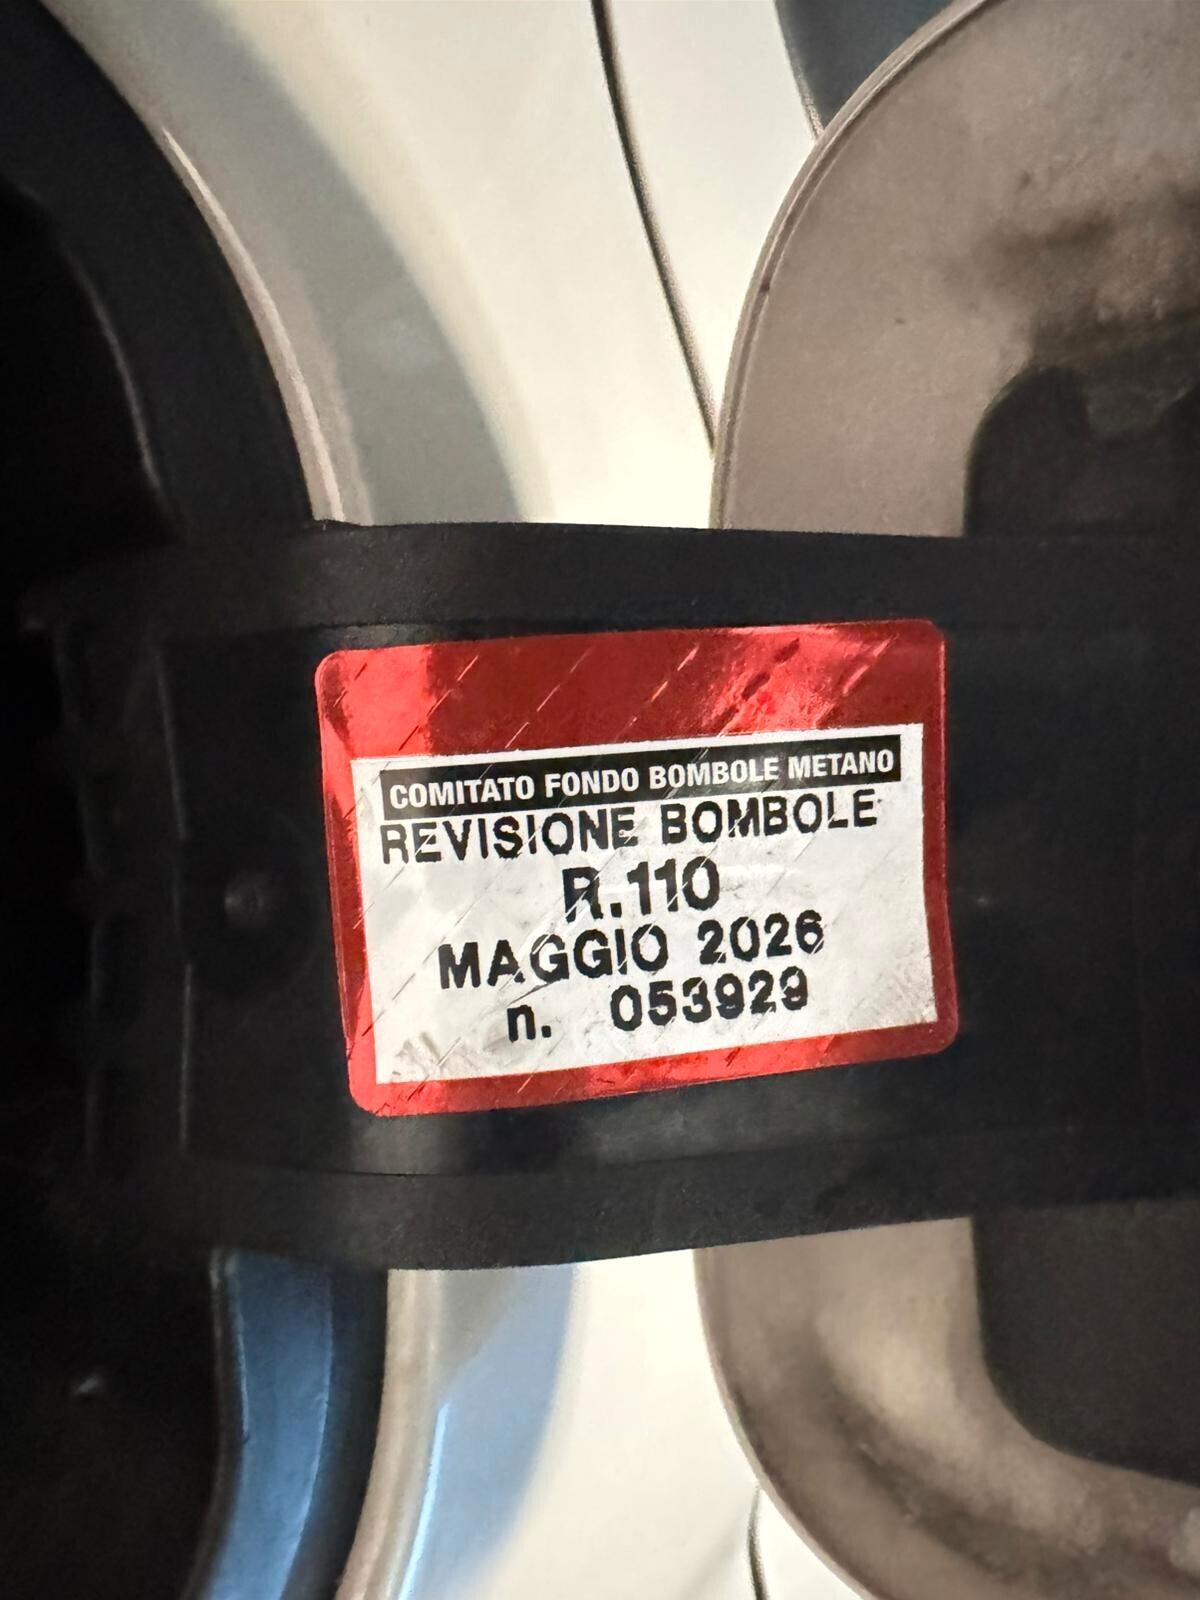 COMITATO FONDO BOMBOLE METANO
REVISIONE BOMBOLE
R.110
MAGGIO 2026
n. 053929